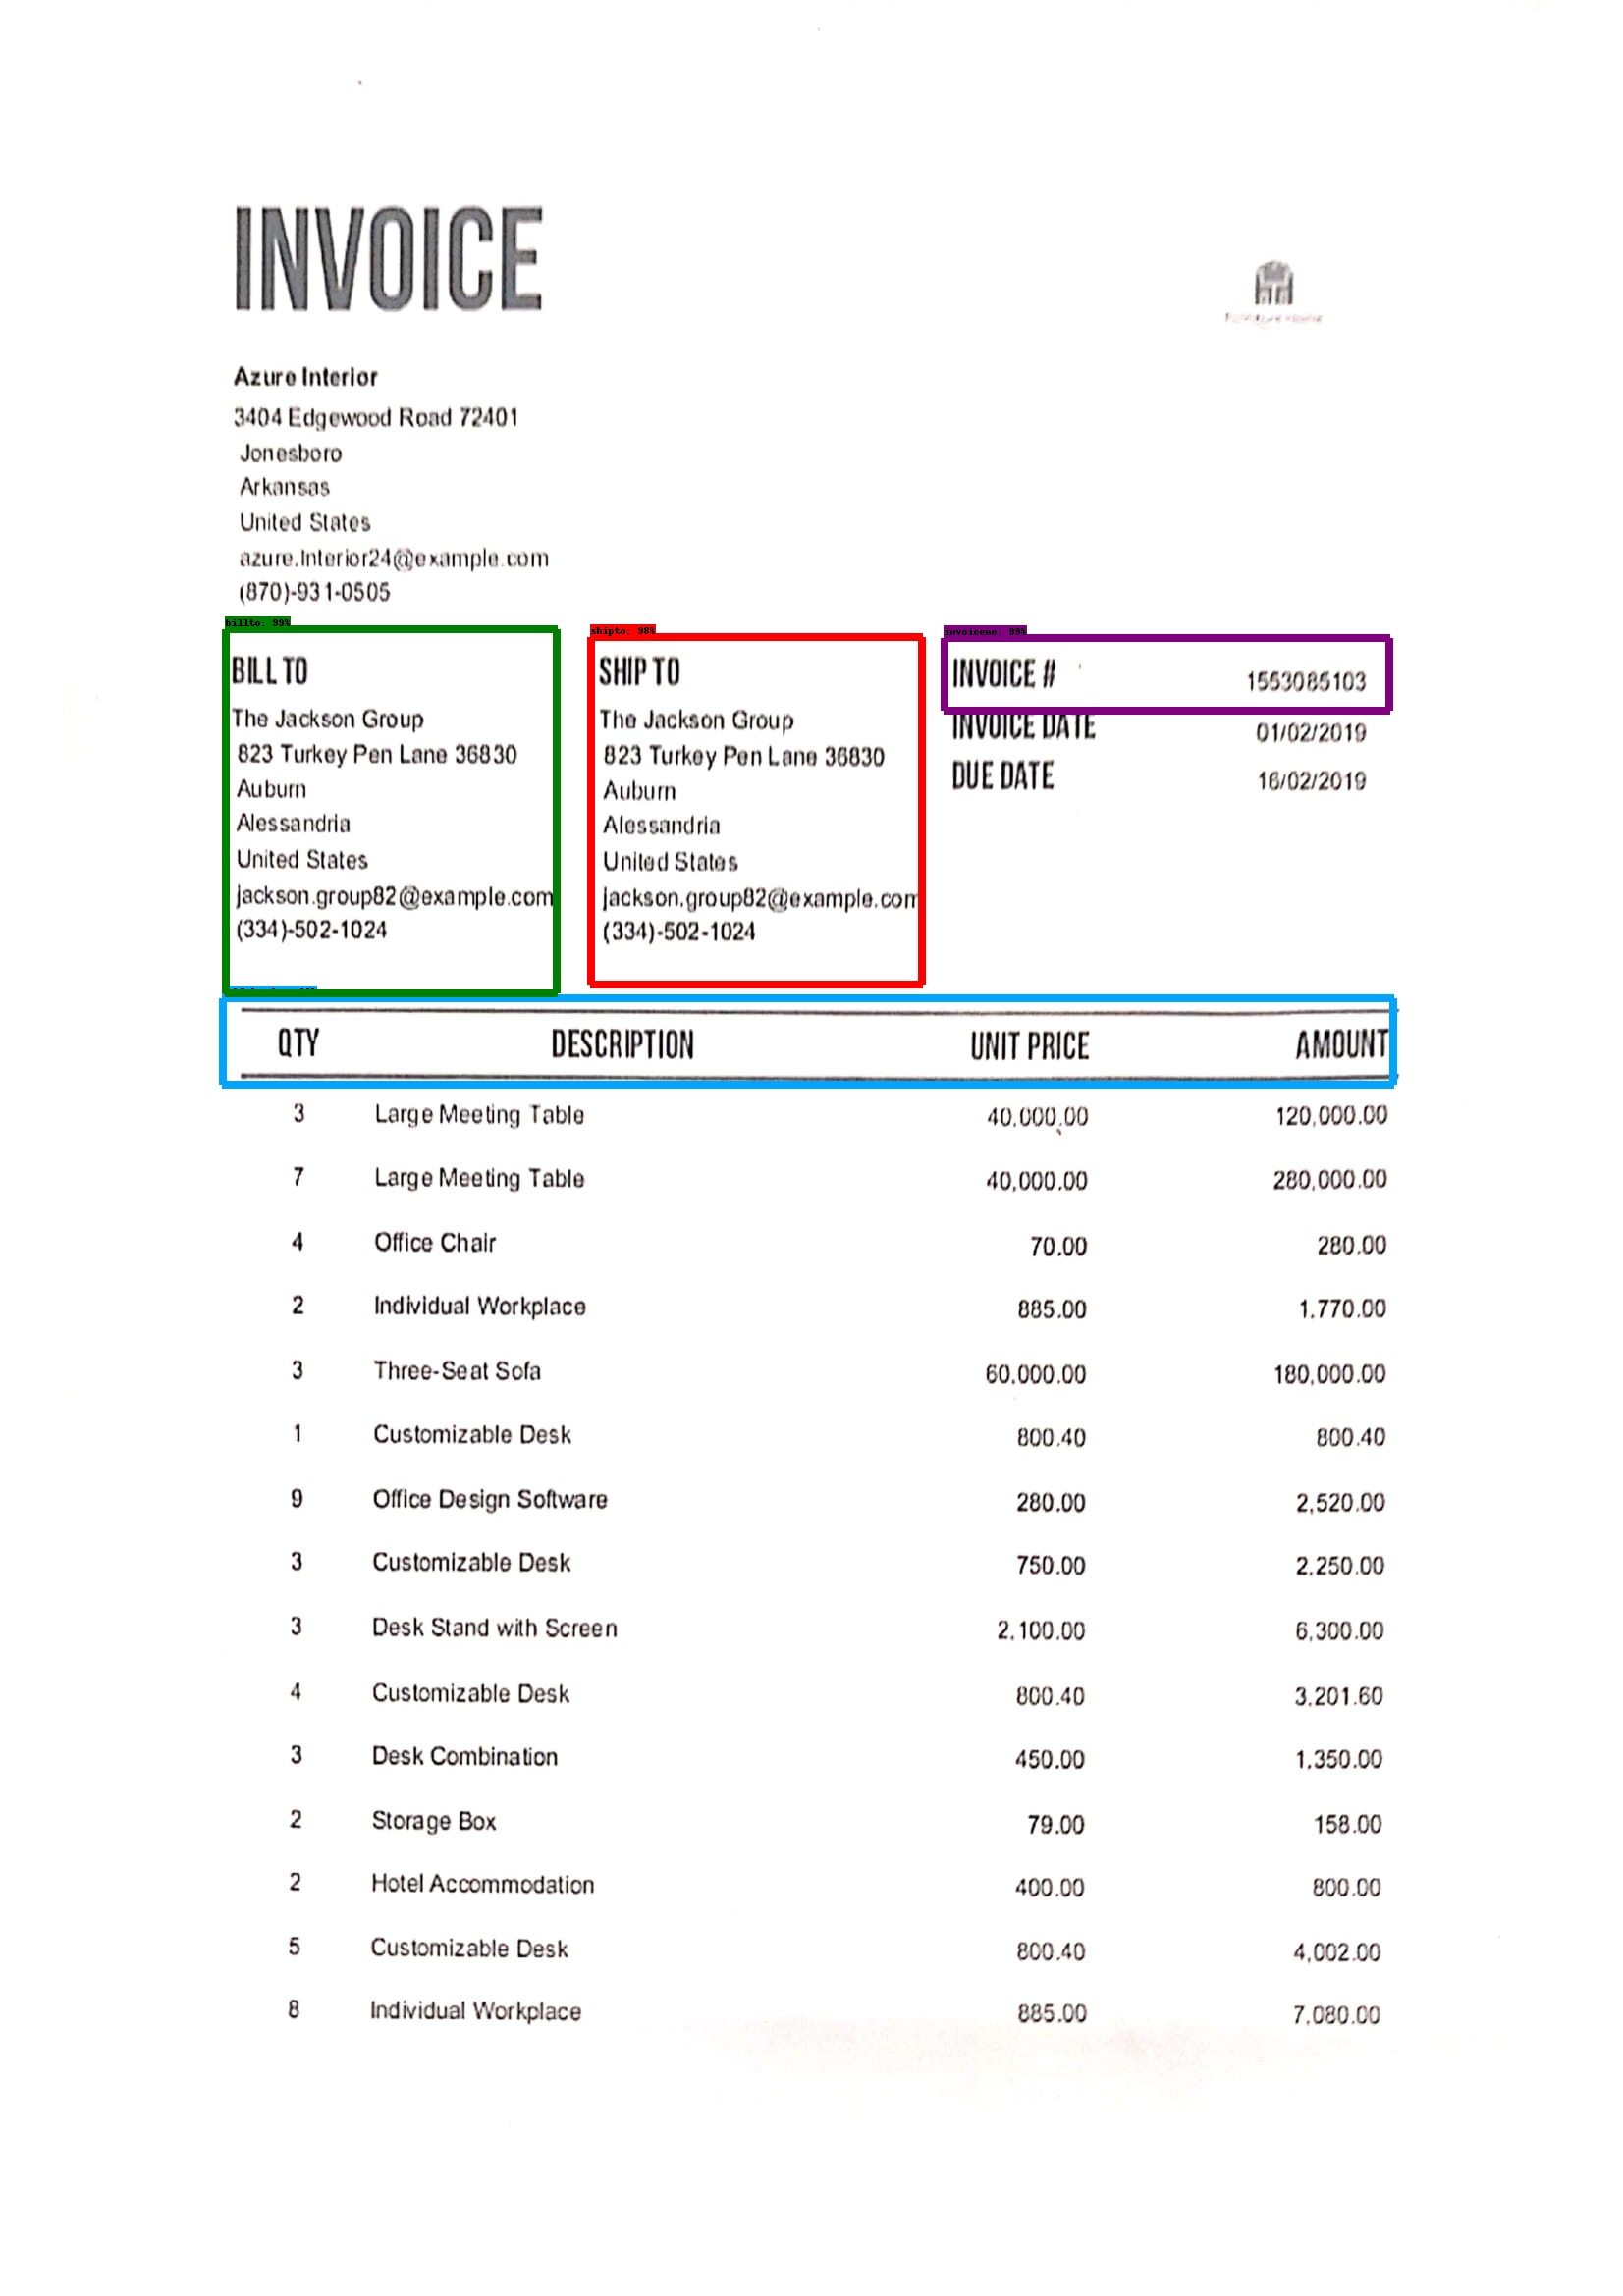 INVOICE
Azure Interior
3404 Edgewood Road 72401
Jonesboro
Arkansas
United States
azure.Interior24@example.com
(870)-931-0505
billto: 99%
BILL TO
The Jackson Group
823 Turkey Pen Lane 36830
Auburn
Alessandria
United States
jackson.group82@example.com
(334)-502-1024
shipto: 98%
SHIP TO
The Jackson Group
823 Turkey Pen Lane 36830
Auburn
Alessandria
United States
jackson.group82@example.com
(334)-502-1024
invoiceno: 99%
INVOICE # 1553085103
INVOICE DATE 01/02/2019
DUE DATE 16/02/2019
QTY DESCRIPTION UNIT PRICE AMOUNT
3 Large Meeting Table 40,000.00 120,000.00
7 Large Meeting Table 40,000.00 280,000.00
4 Office Chair 70.00 280.00
2 Individual Workplace 885.00 1,770.00
3 Three-Seat Sofa 60,000.00 180,000.00
1 Customizable Desk 800.40 800.40
9 Office Design Software 280.00 2,520.00
3 Customizable Desk 750.00 2,250.00
3 Desk Stand with Screen 2,100.00 6,300.00
4 Customizable Desk 800.40 3,201.60
3 Desk Combination 450.00 1,350.00
2 Storage Box 79.00 158.00
2 Hotel Accommodation 400.00 800.00
5 Customizable Desk 800.40 4,002.00
8 Individual Workplace 885.00 7,080.00